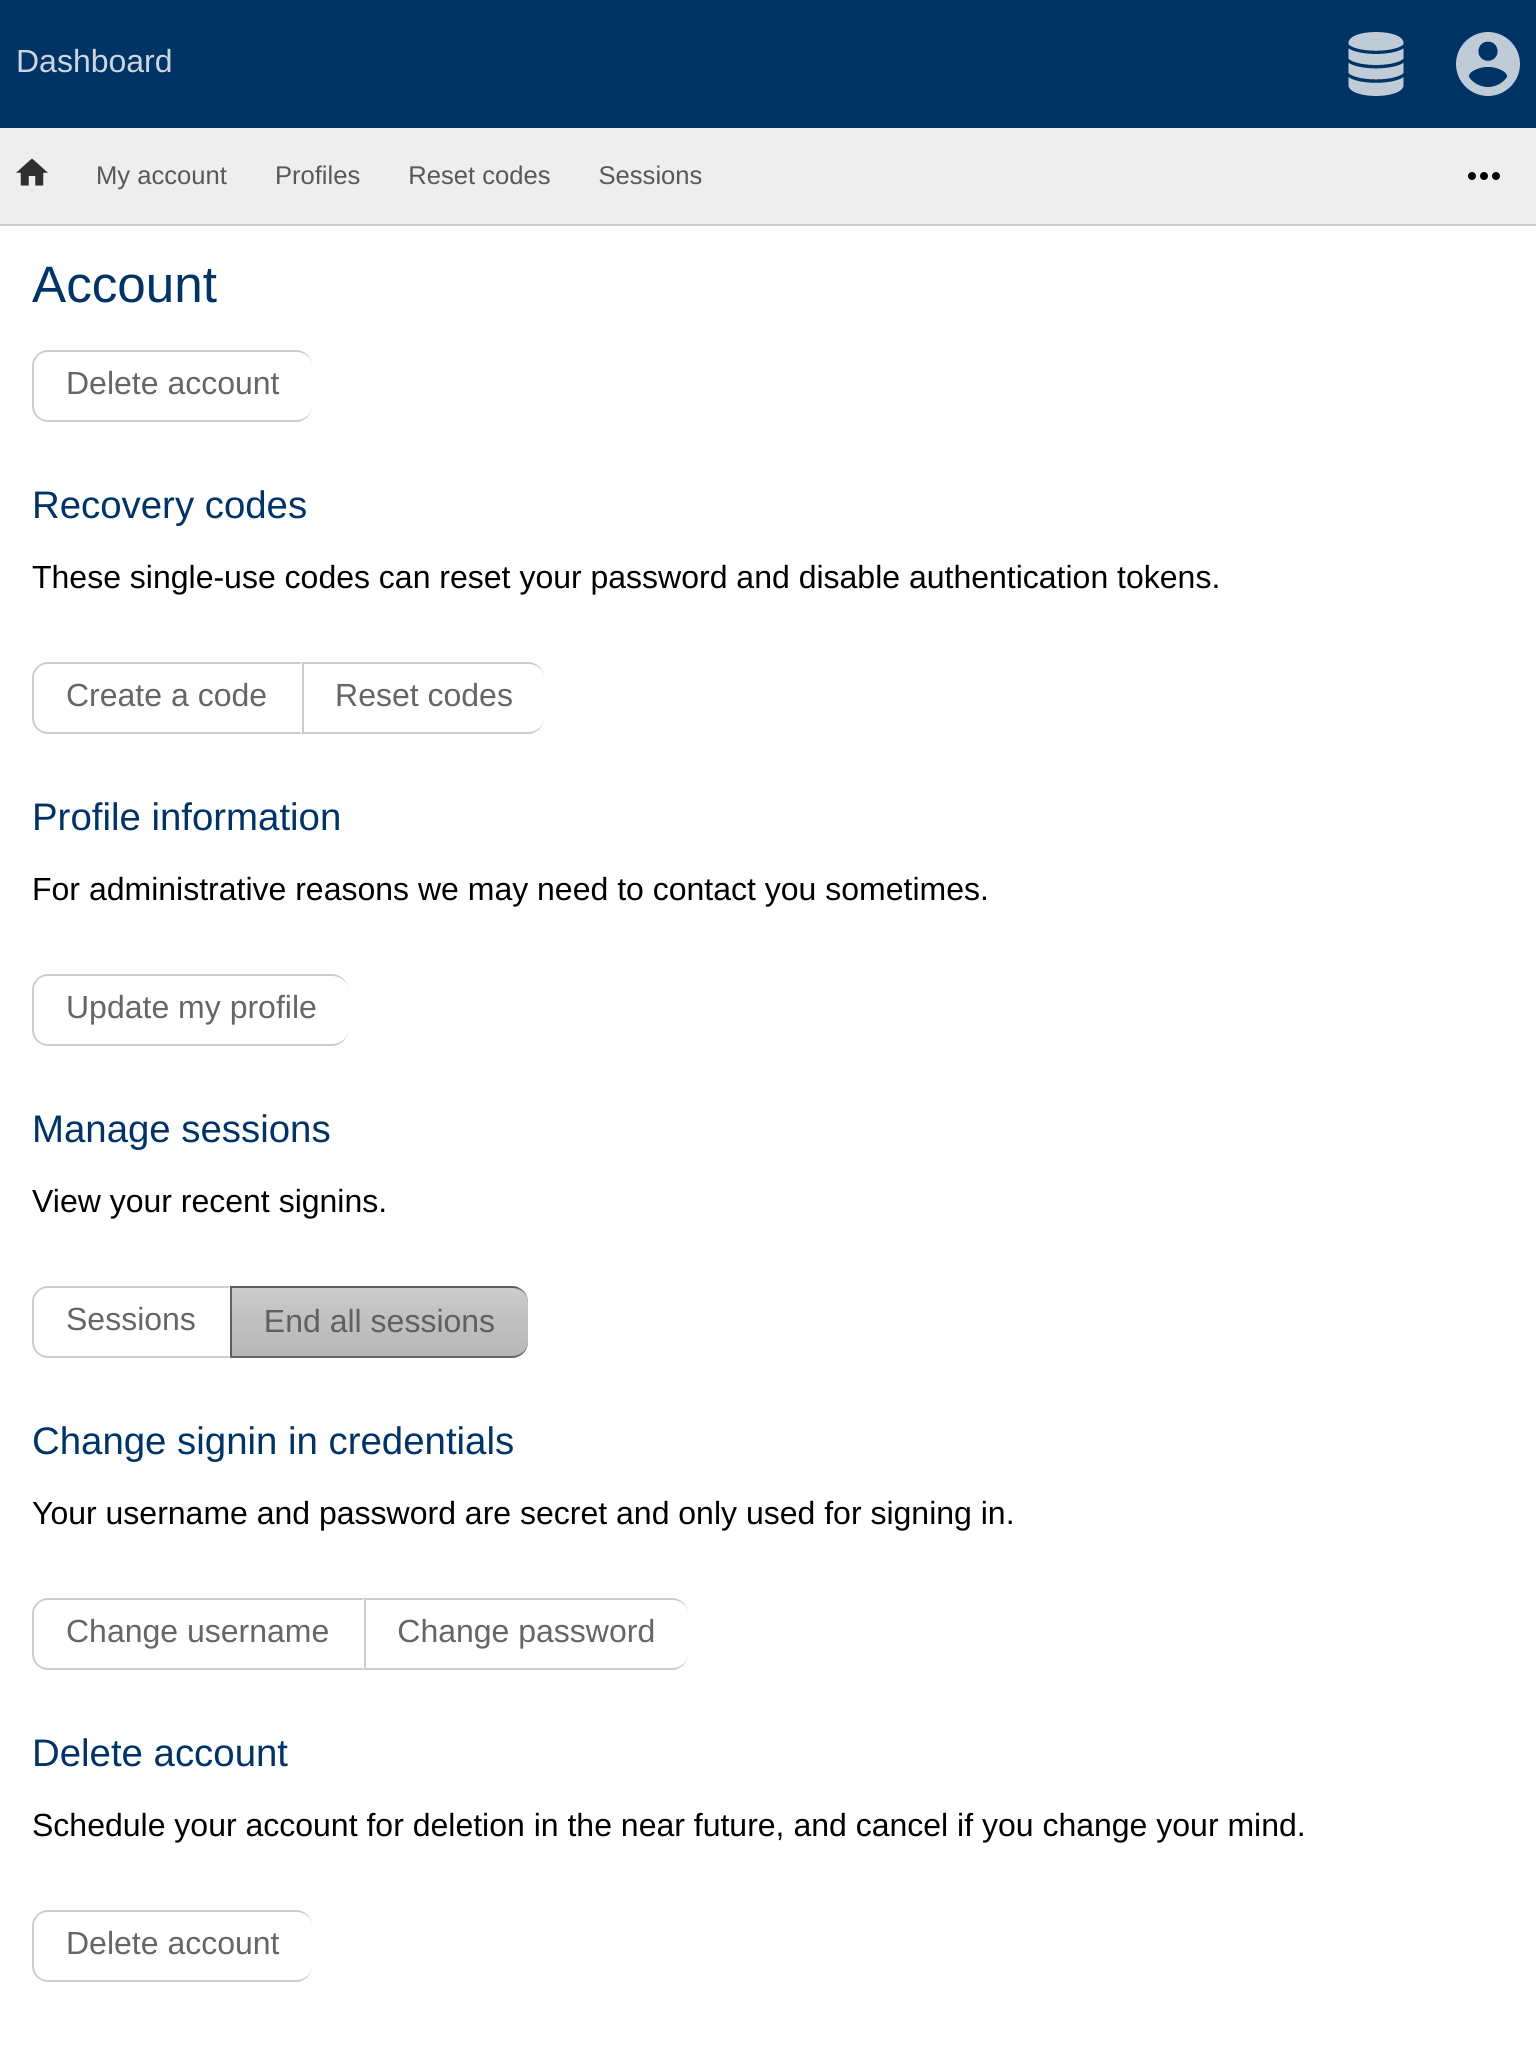 Dashboard
My account Profiles Reset codes Sessions
Account
Delete account
Recovery codes
These single-use codes can reset your password and disable authentication tokens.
Create a code Reset codes
Profile information
For administrative reasons we may need to contact you sometimes.
Update my profile
Manage sessions
View your recent signins.
Sessions End all sessions
Change signin in credentials
Your username and password are secret and only used for signing in.
Change username Change password
Delete account
Schedule your account for deletion in the near future, and cancel if you change your mind.
Delete account